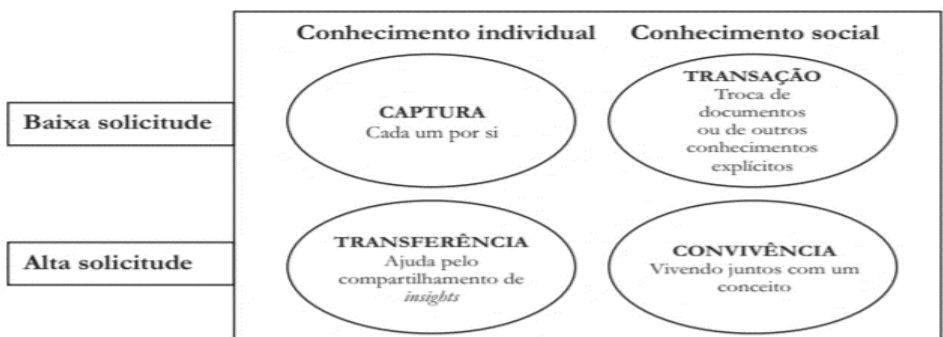 Conhecimento individual
Conhecimento social
Baixa solicitude
CAPTURA
Cada um por si
TRANSAÇÃO
Troca de
documentos
ou de outros
conhecimentos
explícitos
Alta solicitude
TRANSFERÊNCIA
Ajuda pelo
compartilhamento de
insights
CONVIVÊNCIA
Vivendo juntos com um
conceito